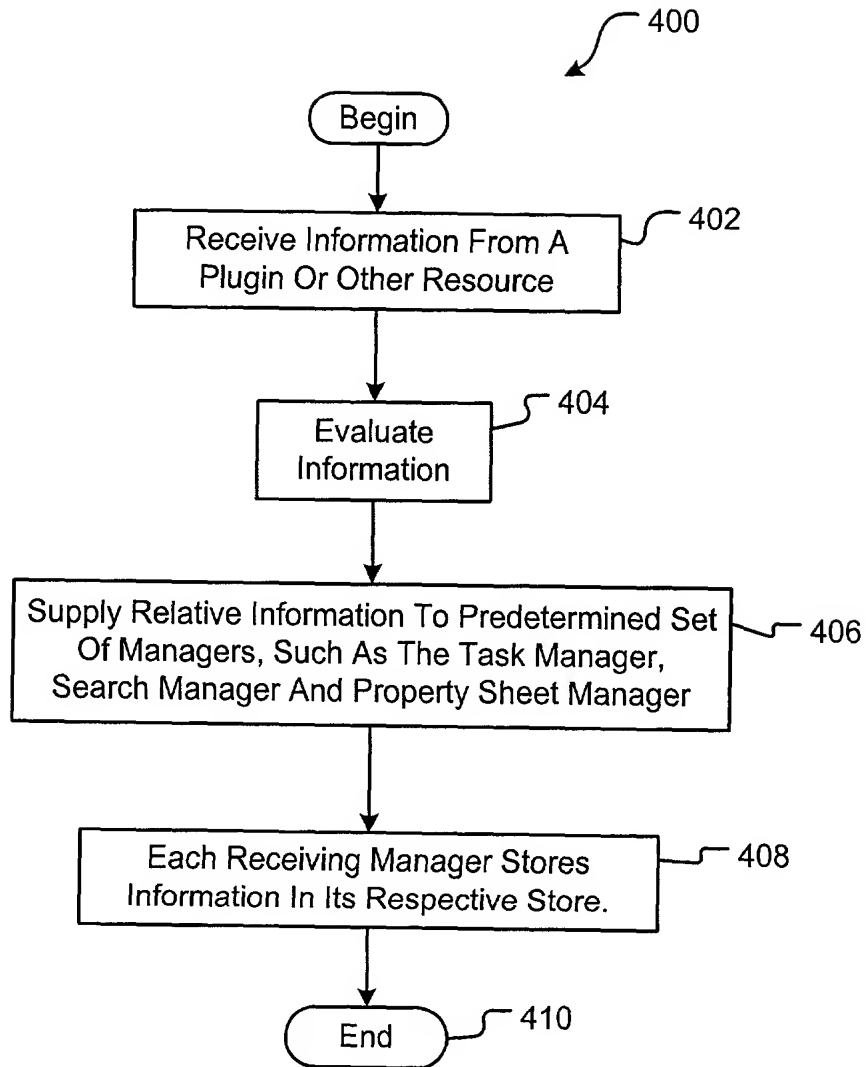 400
Begin
402
Receive Information From A
Plugin Or Other Resource
404
Evaluate
Information
406
Supply Relative Information To Predetermined Set
Of Managers, Such As The Task Manager,
Search Manager And Property Sheet Manager
408
Each Receiving Manager Stores
Information In Its Respective Store.
End
410